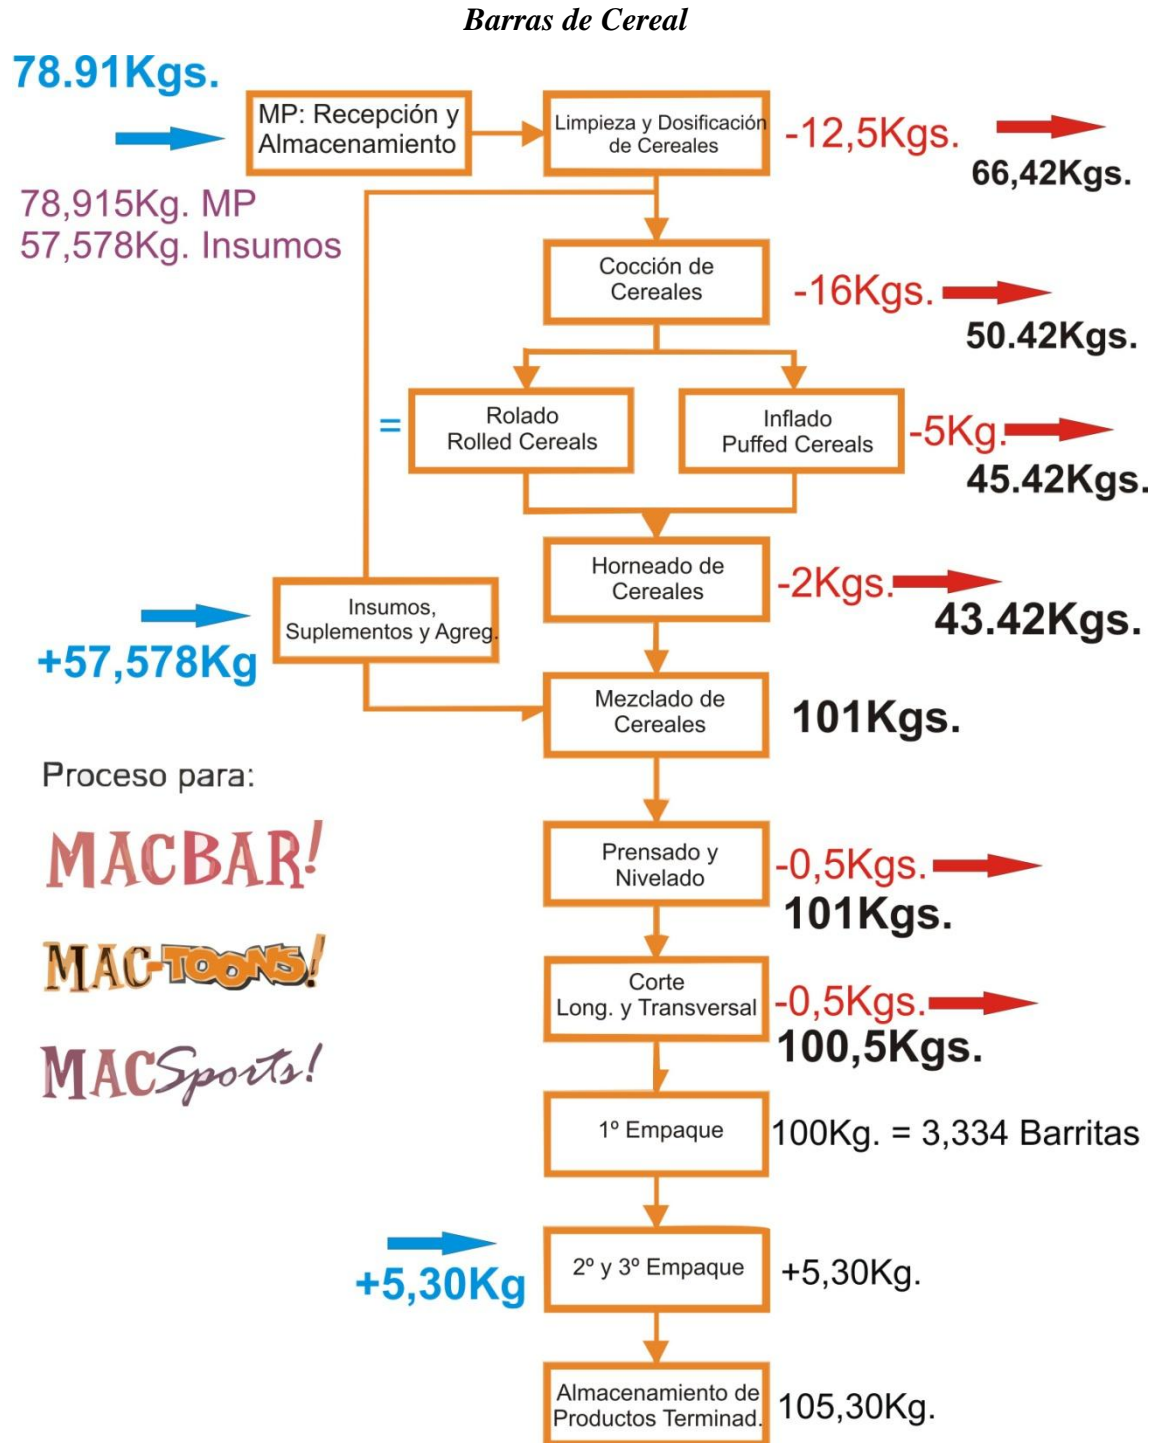 Barras de Cereal
78.91Kgs.
MP: Recepción y
Almacenamiento
Limpieza y Dosificación
de Cereales
-12,5Kgs.
66,42Kgs.
78,915Kg. MP
57,578Kg. Insumos
Cocción de
Cereales
-16Kgs.
50.42Kgs.
=
Rolado
Rolled Cereals
Inflado
Puffed Cereals
-5Kg.
45.42Kgs.
Horneado de
Cereales
-2Kgs.
43.42Kgs.
Insumos,
Suplementos y Agreg.
+57,578Kg
Mezclado de
Cereales
101Kgs.
Proceso para:
MACBAR!
MAC-TOONS!
MACSports!
Prensado y
Nivelado
-0,5Kgs.
101Kgs.
Corte
Long. y Transversal
-0,5Kgs.
100,5Kgs.
1º Empaque
100Kg. = 3,334 Barritas
+5,30Kg
2º y 3º Empaque
+5,30Kg.
Almacenamiento de
Productos Terminad.
105,30Kg.